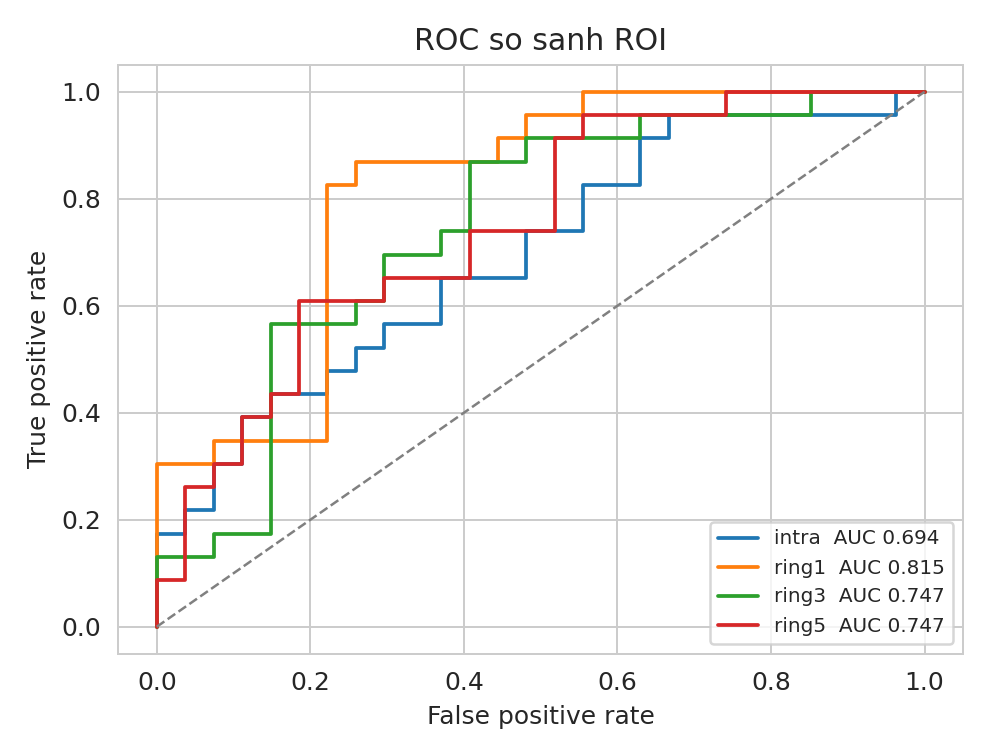 ROC so sanh ROI
True positive rate
1.0
0.8
0.6
0.4
0.2
0.0
intra AUC 0.694
ring1 AUC 0.815
ring3 AUC 0.747
ring5 AUC 0.747
0.0 0.2 0.4 0.6 0.8 1.0
False positive rate